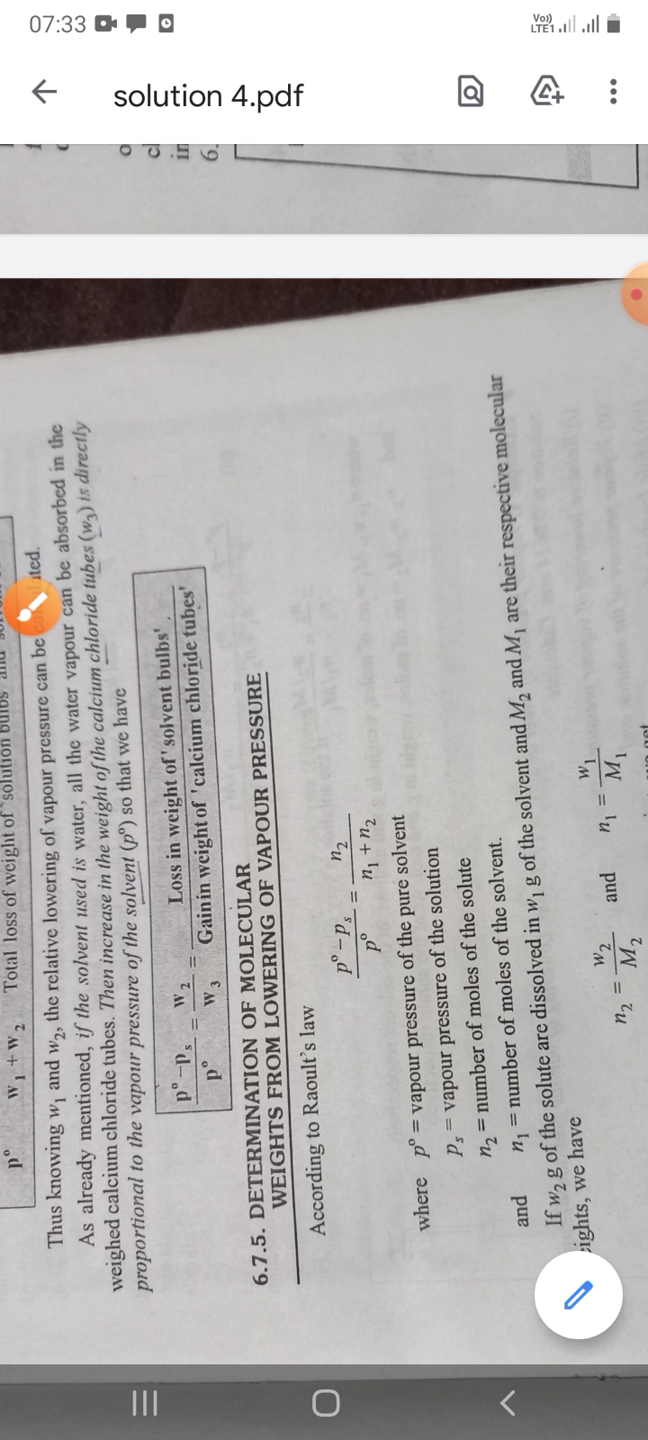 07:33
Vo))
LTE1
solution 4.pdf
6.
p° w₁ + w₂ Total loss of weight of 'solution bulbs' and
Thus knowing w₁ and w₂, the relative lowering of vapour pressure can be
As already mentioned, if the solvent used is water, all the water vapour can be absorbed in the
weighed calcium chloride tubes. Then increase in the weight of the calcium chloride tubes (w₃) is directly
proportional to the vapour pressure of the solvent (p°) so that we have
(p° – pₛ)/p° = w₂/w₃ = Loss in weight of 'solvent bulbs'/Gain in weight of 'calcium chloride tubes'
6.7.5. DETERMINATION OF MOLECULAR
WEIGHTS FROM LOWERING OF VAPOUR PRESSURE
According to Raoult's law
(p° – pₛ)/p° = n₂/(n₁ + n₂)
where p° = vapour pressure of the pure solvent
pₛ = vapour pressure of the solution
n₂ = number of moles of the solute
and n₁ = number of moles of the solvent.
If w₂ g of the solute are dissolved in w₁ g of the solvent and M₂ and M₁ are their respective molecular
eights, we have
n₂ = w₂/M₂ and n₁ = w₁/M₁